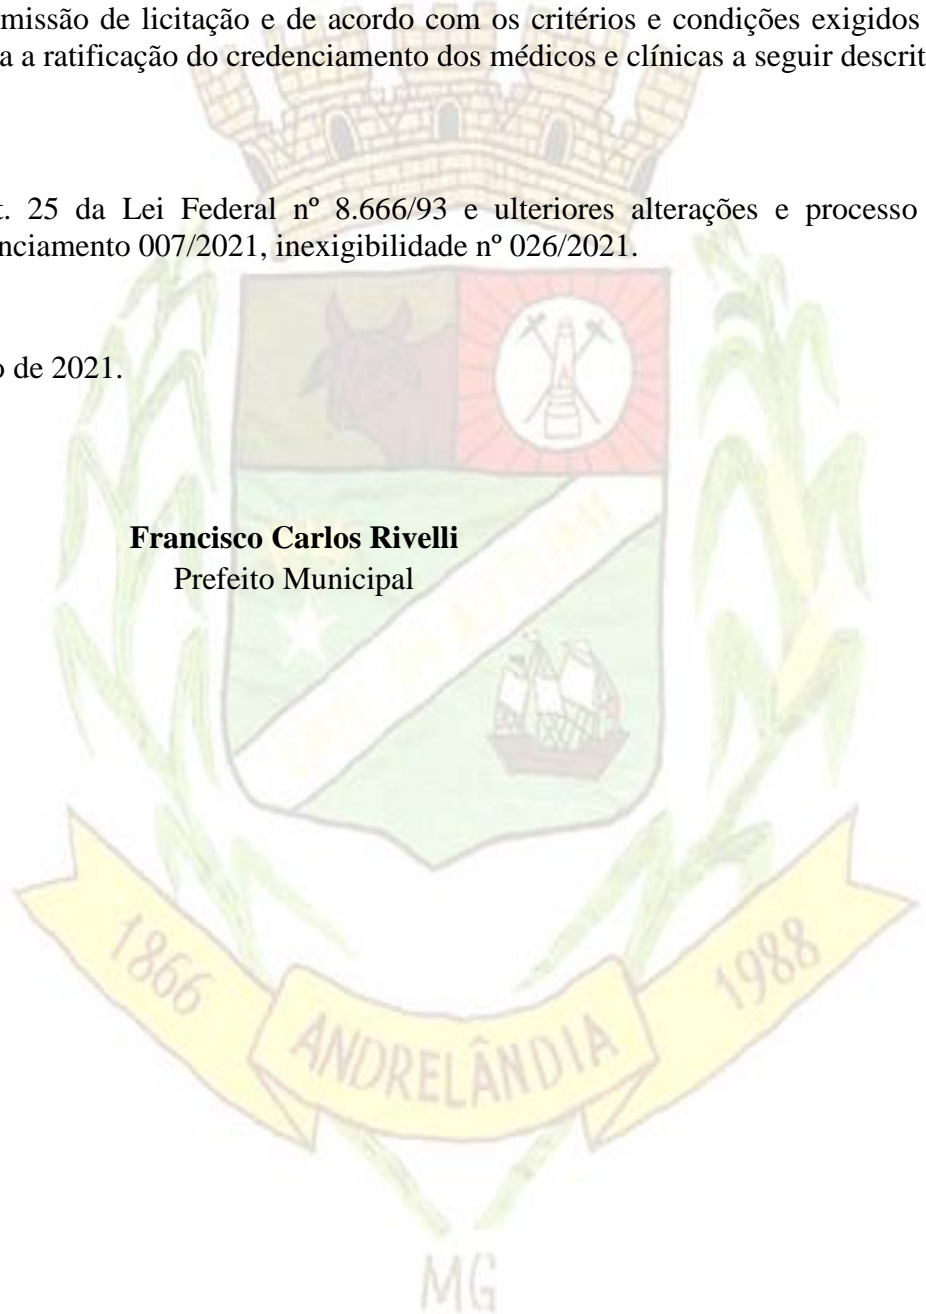 missão de licitação e de acordo com os critérios e condições exigidos
a a ratificação do credenciamento dos médicos e clínicas a seguir descrit
t. 25 da Lei Federal nº 8.666/93 e ulteriores alterações e processo
nciamento 007/2021, inexigibilidade nº 026/2021.
o de 2021.
Francisco Carlos Rivelli
Prefeito Municipal
1866
ANDRELÂNDIA
1988
MG